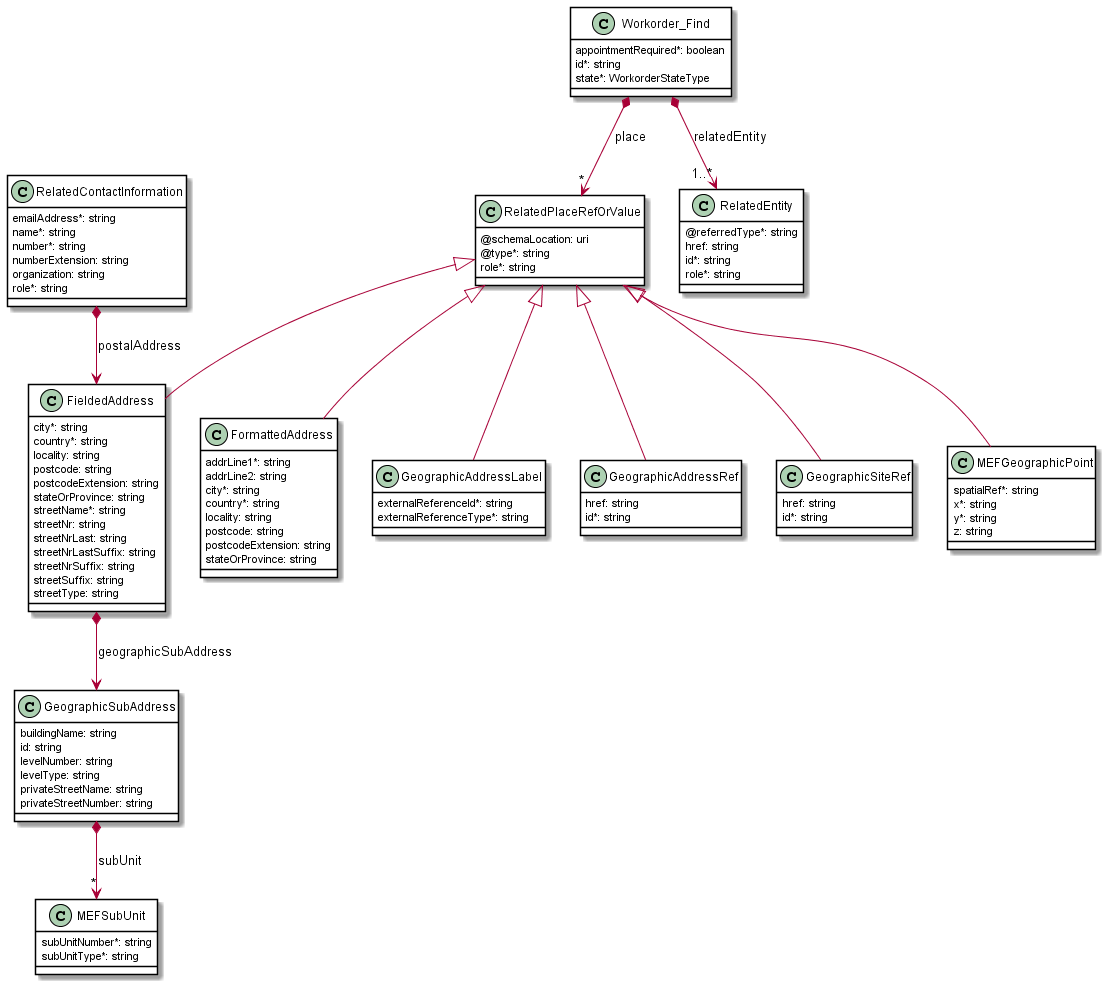 C Workorder_Find
appointmentRequired*: boolean
id*: string
state*: WorkorderStateType
place
relatedEntity
*
1..*
C RelatedContactInformation
emailAddress*: string
name*: string
number*: string
numberExtension: string
organization: string
role*: string
C RelatedPlaceRefOrValue
@schemaLocation: uri
@type*: string
role*: string
C RelatedEntity
@referredType*: string
href: string
id*: string
role*: string
postalAddress
C FieldedAddress
city*: string
country*: string
locality: string
postcode: string
postcodeExtension: string
stateOrProvince: string
streetName*: string
streetNr: string
streetNrLast: string
streetNrLastSuffix: string
streetNrSuffix: string
streetSuffix: string
streetType: string
C FormattedAddress
addrLine1*: string
addrLine2: string
city*: string
country*: string
locality: string
postcode: string
postcodeExtension: string
stateOrProvince: string
C GeographicAddressLabel
externalReferenceId*: string
externalReferenceType*: string
C GeographicAddressRef
href: string
id*: string
C GeographicSiteRef
href: string
id*: string
C MEFGeographicPoint
spatialRef*: string
x*: string
y*: string
z: string
geographicSubAddress
C GeographicSubAddress
buildingName: string
id: string
levelNumber: string
levelType: string
privateStreetName: string
privateStreetNumber: string
subUnit
*
C MEFSubUnit
subUnitNumber*: string
subUnitType*: string